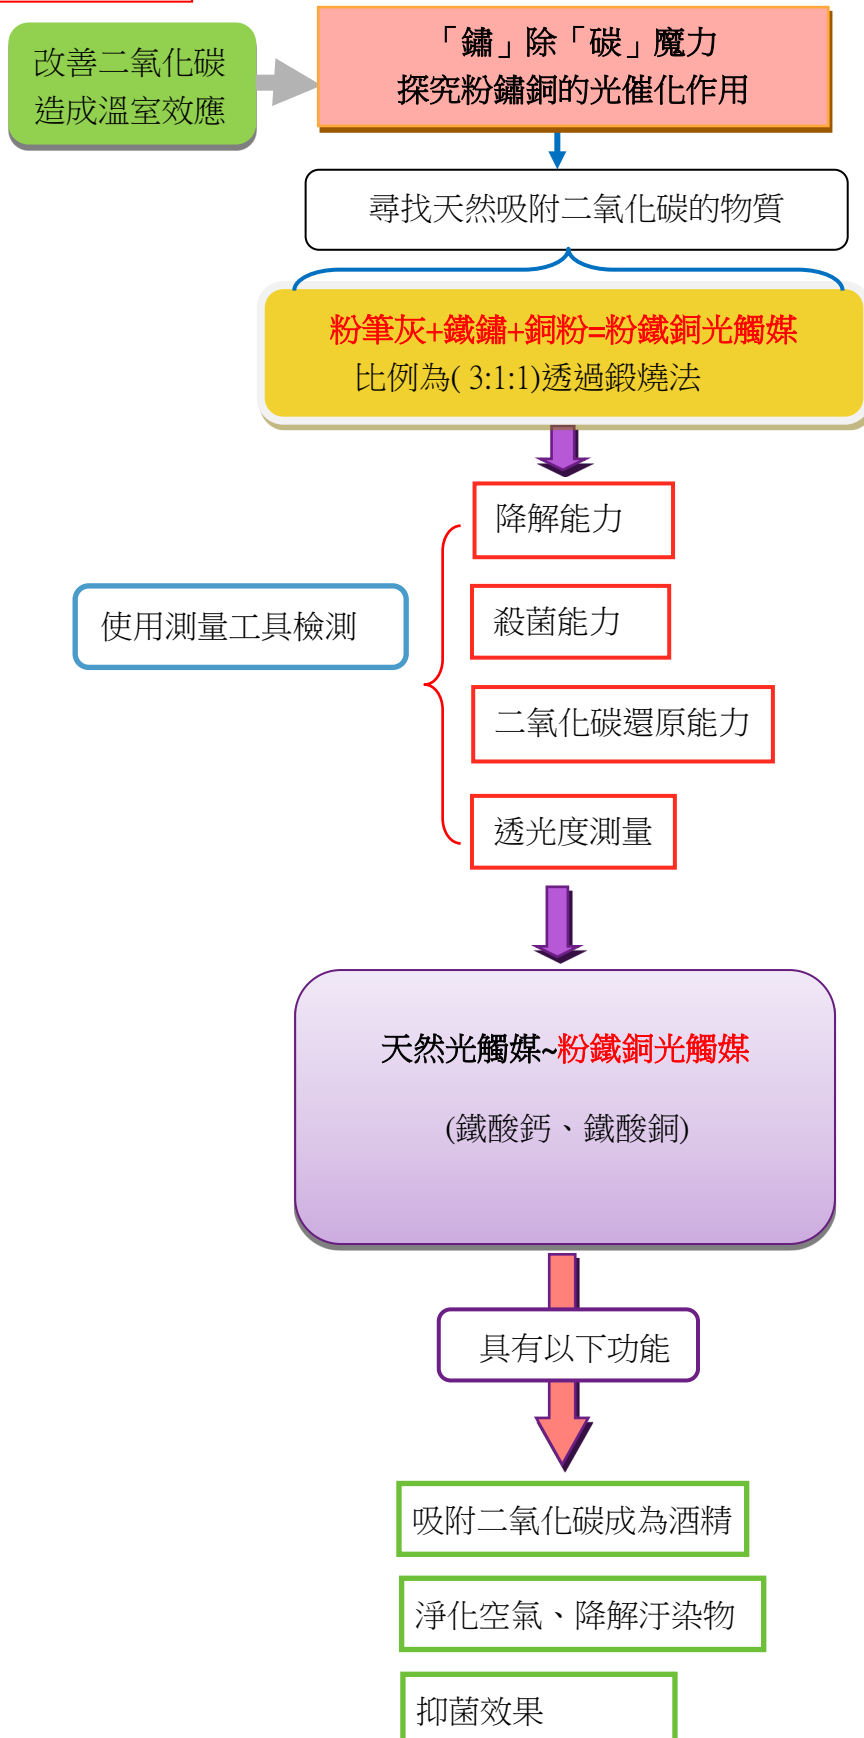 改善二氧化碳
造成溫室效應
「鏽」除「碳」魔力
探究粉鏽銅的光催化作用
尋找天然吸附二氧化碳的物質
粉筆灰+鐵鏽+銅粉=粉鐵銅光觸媒
比例為( 3:1:1)透過鍛燒法
使用測量工具檢測
降解能力
殺菌能力
二氧化碳還原能力
透光度測量
天然光觸媒~粉鐵銅光觸媒
(鐵酸鈣、鐵酸銅)
具有以下功能
吸附二氧化碳成為酒精
淨化空氣、降解汙染物
抑菌效果